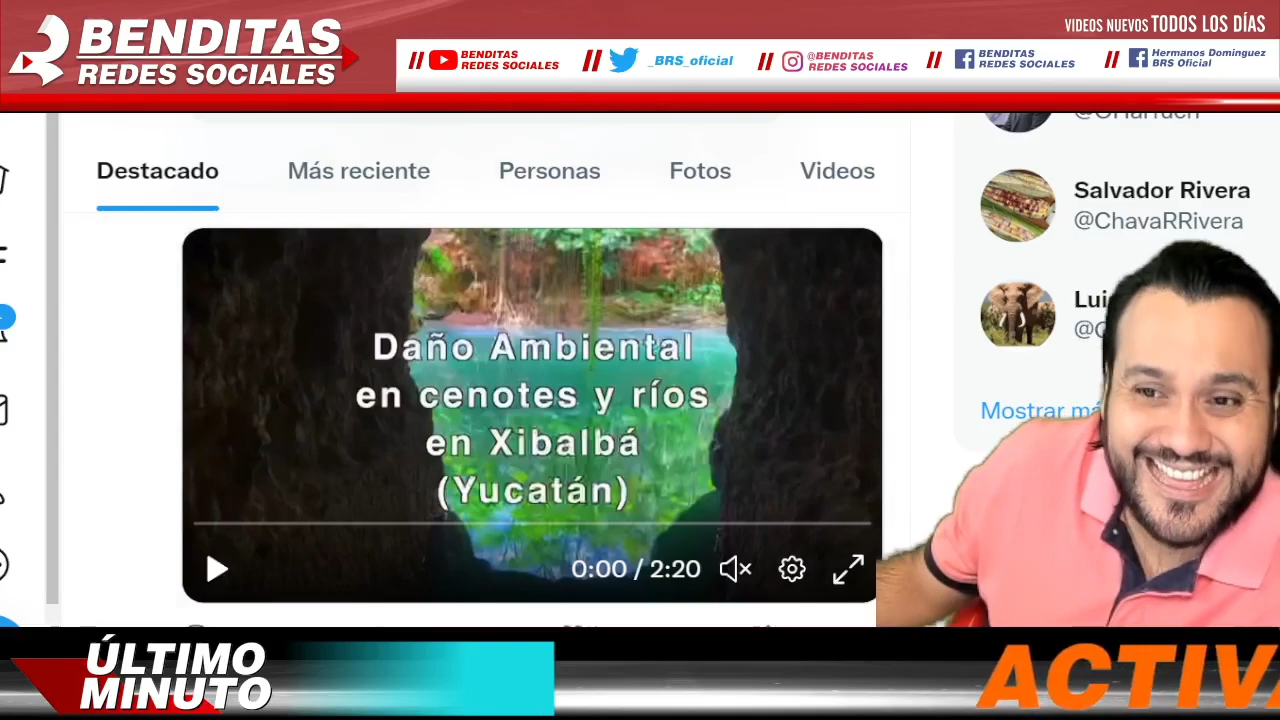 BENDITAS
REDES SOCIALES
VIDEOS NUEVOS TODOS LOS DÍAS
// BENDITAS
REDES SOCIALES
// _BRS_oficial
// @BENDITAS
REDES SOCIALES
// BENDITAS
REDES SOCIALES
// Hermanos Dominguez
BRS Oficial
Destacado
Más reciente
Personas
Fotos
Videos
Salvador Rivera
@ChavaRRivera
Mostrar
Daño Ambiental
en cenotes y ríos
en Xibalbá
(Yucatán)
0:00 / 2:20
ÚLTIMO
MINUTO
ACTIV